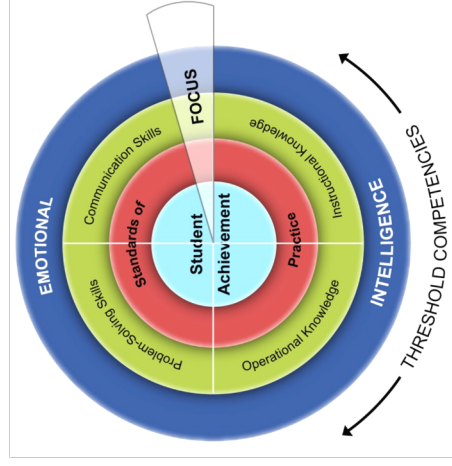 FOCUS
Communication Skills
Instructional Knowledge
EMOTIONAL
INTELLIGENCE
Standards of
Practice
Student
Achievement
Problem-Solving Skills
Operational Knowledge
THRESHOLD COMPETENCIES